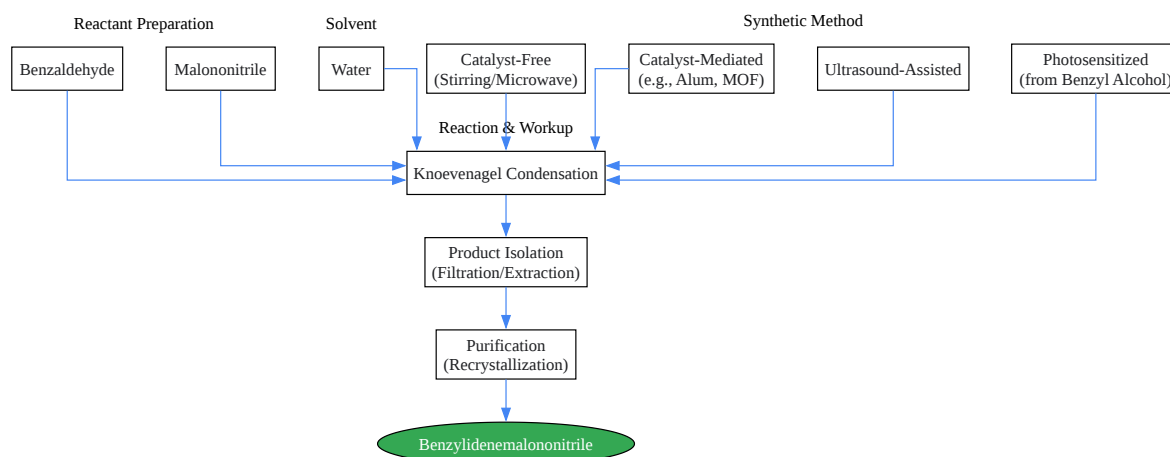 Reactant Preparation
Solvent
Synthetic Method
Benzaldehyde
Malononitrile
Water
Catalyst-Free
(Stirring/Microwave)
Catalyst-Mediated
(e.g., Alum, MOF)
Ultrasound-Assisted
Photosensitized
(from Benzyl Alcohol)
Reaction & Workup
Knoevenagel Condensation
Product Isolation
(Filtration/Extraction)
Purification
(Recrystallization)
Benzylidenemalononitrile